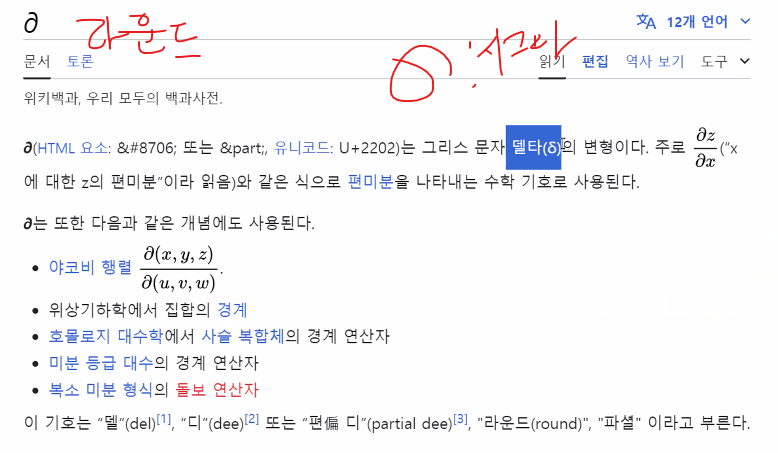 ∂ 라운드 文A 12개 언어
σ : 시그마
문서 토론 읽기 편집 역사 보기 도구
위키백과, 우리 모두의 백과사전.
∂(HTML 요소: &#8706; 또는 &part;, 유니코드: U+2202)는 그리스 문자 델타(δ)의 변형이다. 주로 ∂z/∂x(“x
에 대한 z의 편미분”이라 읽음)와 같은 식으로 편미분을 나타내는 수학 기호로 사용된다.
∂는 또한 다음과 같은 개념에도 사용된다.
• 야코비 행렬 ∂(x, y, z)/∂(u, v, w).
• 위상기하학에서 집합의 경계
• 호몰로지 대수학에서 사슬 복합체의 경계 연산자
• 미분 등급 대수의 경계 연산자
• 복소 미분 형식의 돌보 연산자
이 기호는 “델”(del)[1], “디”(dee)[2] 또는 “편偏 디”(partial dee)[3], "라운드(round)", "파셜" 이라고 부른다.